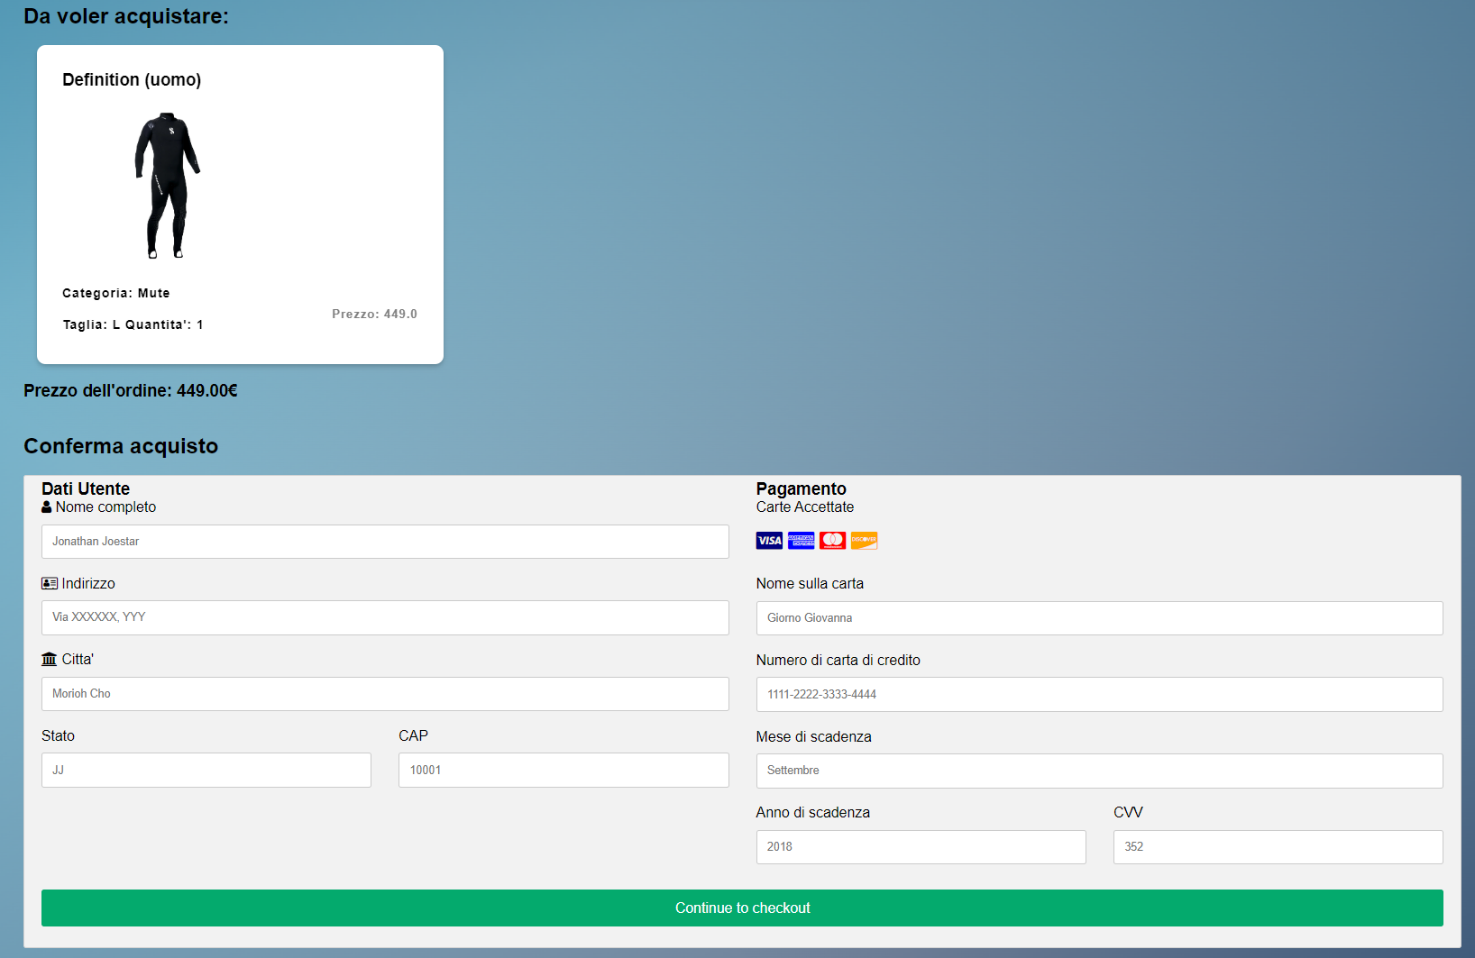 Da voler acquistare:
Definition (uomo)
Categoria: Mute
Taglia: L Quantita': 1
Prezzo: 449.0
Prezzo dell'ordine: 449.00€
Conferma acquisto
Dati Utente
Nome completo
Jonathan Joestar
Indirizzo
Via XXXXXX, YYY
Citta'
Morioh Cho
Stato
CAP
JJ
10001
Pagamento
Carte Accettate
VISA
DISCOVER
Nome sulla carta
Giorno Giovanna
Numero di carta di credito
1111-2222-3333-4444
Mese di scadenza
Settembre
Anno di scadenza
CVV
2018
352
Continue to checkout